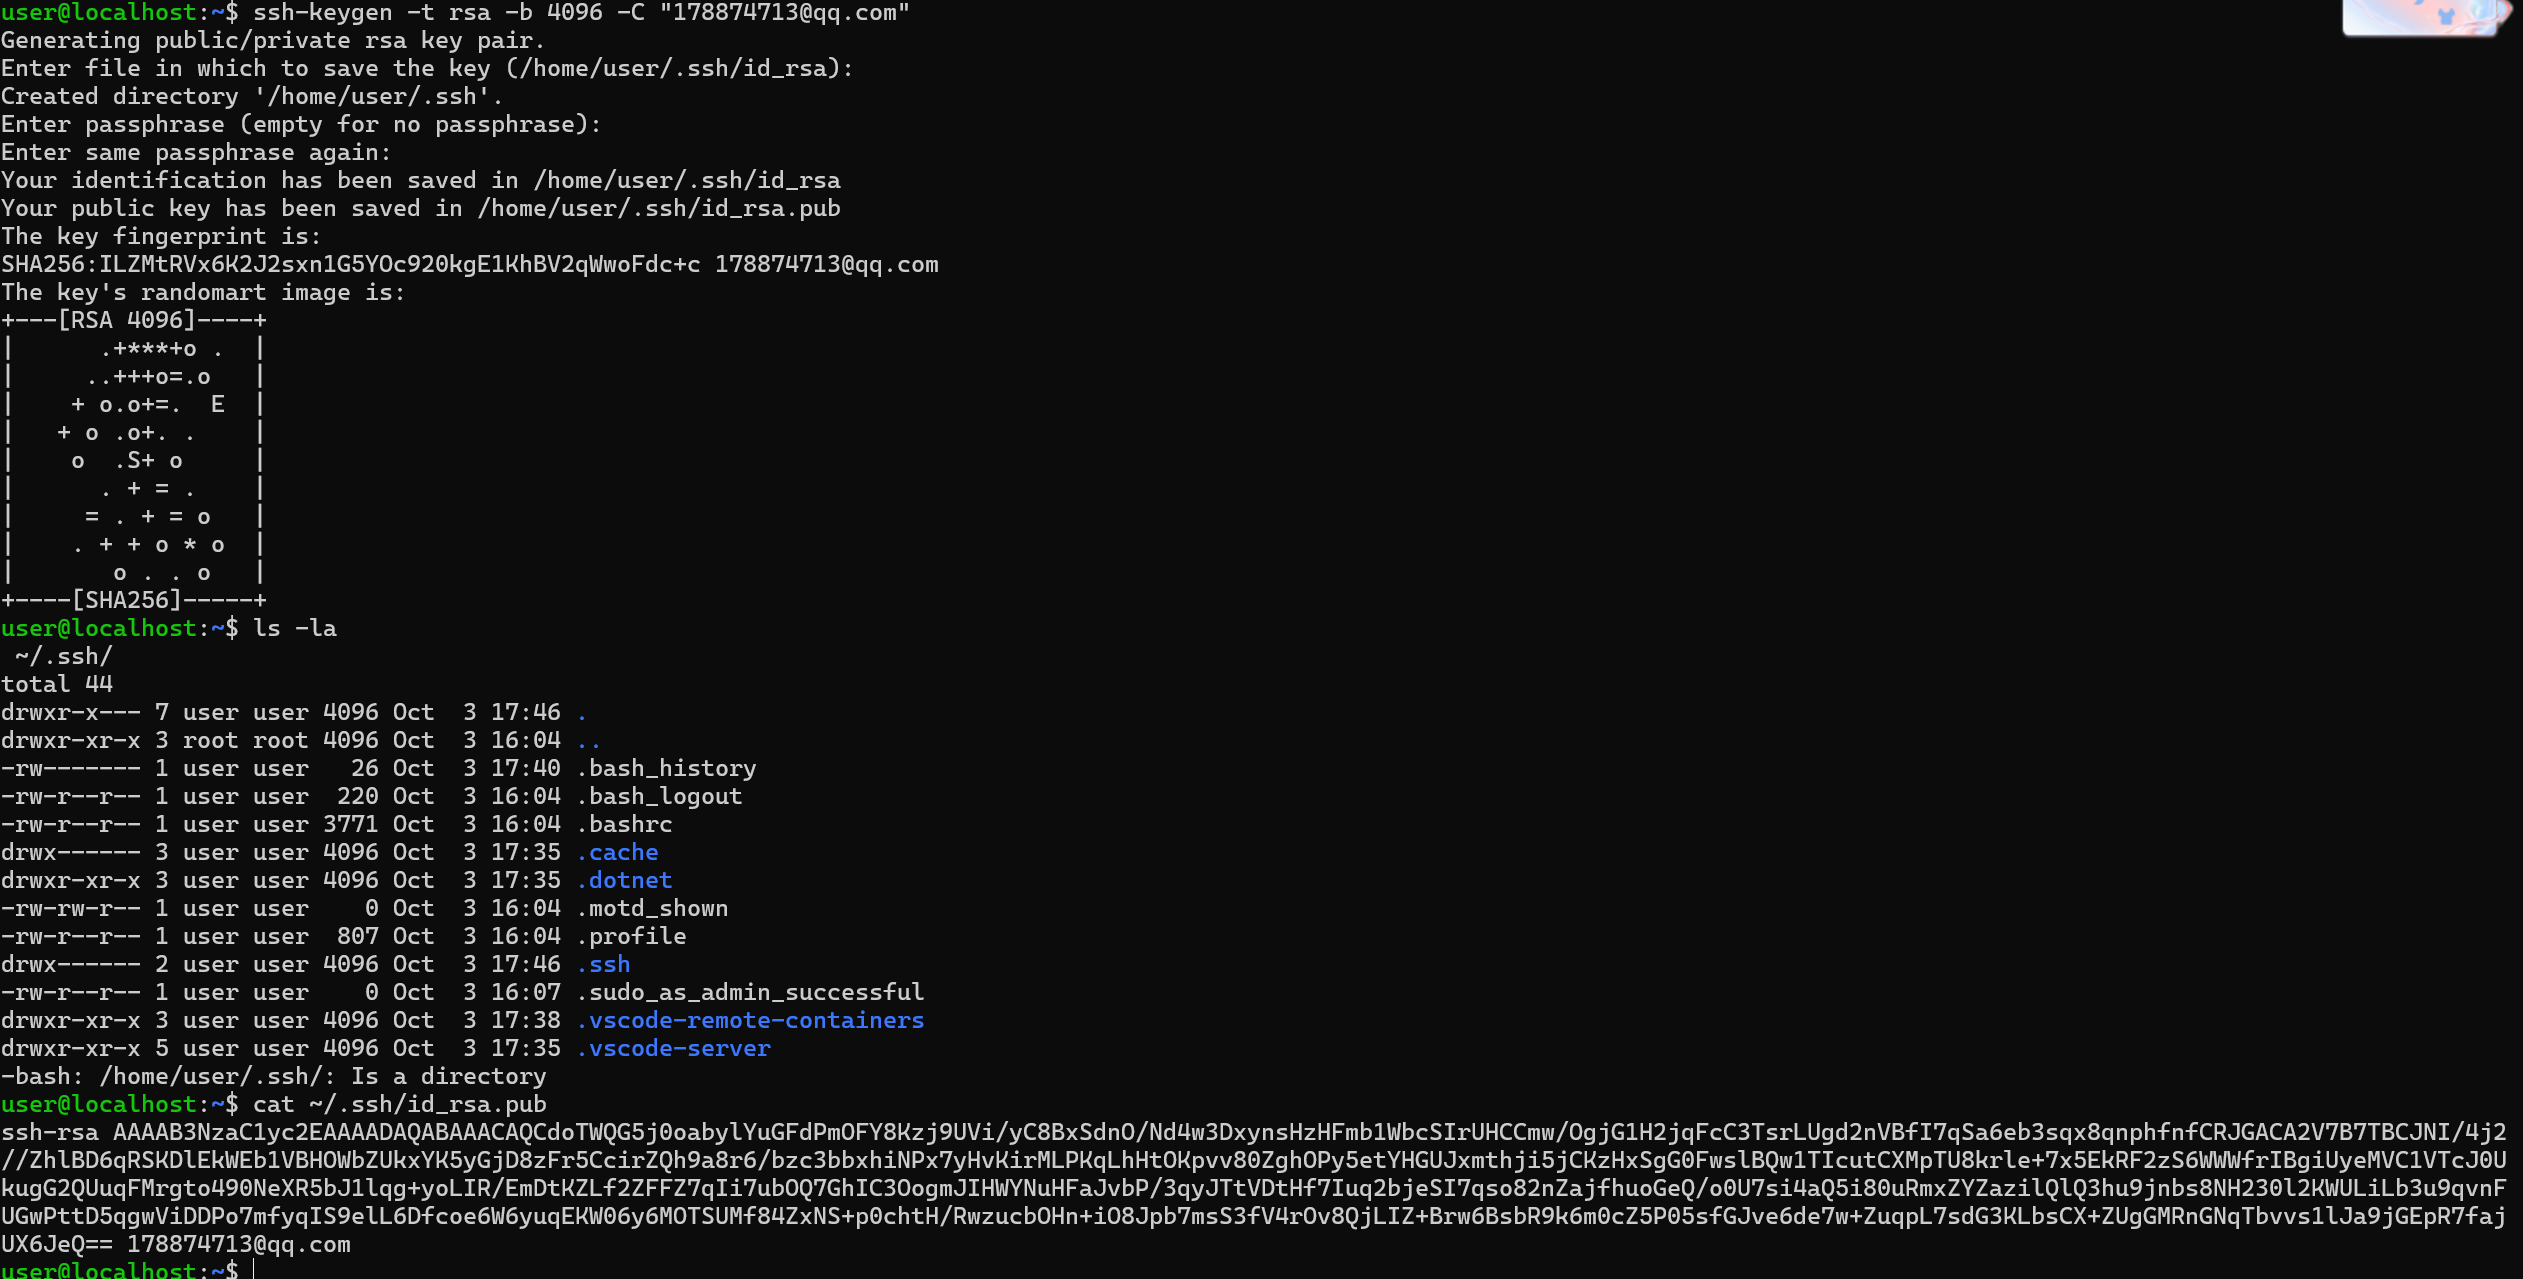 user@localhost:~$ ssh-keygen -t rsa -b 4096 -C "178874713@qq.com"
Generating public/private rsa key pair.
Enter file in which to save the key (/home/user/.ssh/id_rsa):
Created directory '/home/user/.ssh'.
Enter passphrase (empty for no passphrase):
Enter same passphrase again:
Your identification has been saved in /home/user/.ssh/id_rsa
Your public key has been saved in /home/user/.ssh/id_rsa.pub
The key fingerprint is:
SHA256:ILZMtRVx6K2J2sxn1G5YOc920kgE1KhBV2qWwoFdc+c 178874713@qq.com
The key's randomart image is:
+---[RSA 4096]----+
|      .+***+o .  |
|     ..+++o=.o   |
|    + o.o+=.  E  |
|   + o .o+. .    |
|    o  .S+ o     |
|      . + = .    |
|     = . + = o   |
|    . + + o * o  |
|       o . . o   |
+----[SHA256]-----+
user@localhost:~$ ls -la
 ~/.ssh/
total 44
drwxr-x--- 7 user user 4096 Oct  3 17:46 .
drwxr-xr-x 3 root root 4096 Oct  3 16:04 ..
-rw------- 1 user user   26 Oct  3 17:40 .bash_history
-rw-r--r-- 1 user user  220 Oct  3 16:04 .bash_logout
-rw-r--r-- 1 user user 3771 Oct  3 16:04 .bashrc
drwx------ 3 user user 4096 Oct  3 17:35 .cache
drwxr-xr-x 3 user user 4096 Oct  3 17:35 .dotnet
-rw-rw-r-- 1 user user    0 Oct  3 16:04 .motd_shown
-rw-r--r-- 1 user user  807 Oct  3 16:04 .profile
drwx------ 2 user user 4096 Oct  3 17:46 .ssh
-rw-r--r-- 1 user user    0 Oct  3 16:07 .sudo_as_admin_successful
drwxr-xr-x 3 user user 4096 Oct  3 17:38 .vscode-remote-containers
drwxr-xr-x 5 user user 4096 Oct  3 17:35 .vscode-server
-bash: /home/user/.ssh/: Is a directory
user@localhost:~$ cat ~/.ssh/id_rsa.pub
ssh-rsa AAAAB3NzaC1yc2EAAAADAQABAAACAQCdoTWQG5j0oabylYuGFdPmOFY8Kzj9UVi/yC8BxSdnO/Nd4w3DxynsHzHFmb1WbcSIrUHCCmw/OgjG1H2jqFcC3TsrLUgd2nVBfI7qSa6eb3sqx8qnphfnfCRJGACA2V7B7TBCJNI/4j2
//ZhlBD6qRSKDlEkWEb1VBHOWbZUkxYK5yGjD8zFr5CcirZQh9a8r6/bzc3bbxhiNPx7yHvKirMLPKqLhHtOKpvv80ZghOPy5etYHGUJxmthji5jCKzHxSgG0FwslBQw1TIcutCXMpTU8krle+7x5EkRF2zS6WWWfrIBgiUyeMVC1VTcJ0U
kugG2QUuqFMrgto490NeXR5bJ1lqg+yoLIR/EmDtKZLf2ZFFZ7qIi7ubOQ7GhIC3OogmJIHWYNuHFaJvbP/3qyJTtVDtHf7Iuq2bjeSI7qso82nZajfhuoGeQ/o0U7si4aQ5i80uRmxZYZazilQlQ3hu9jnbs8NH230l2KWULiLb3u9qvnF
UGwPttD5qgwViDDPo7mfyqIS9elL6Dfcoe6W6yuqEKW06y6MOTSUMf84ZxNS+p0chtH/RwzucbOHn+iO8Jpb7msS3fV4rOv8QjLIZ+Brw6BsbR9k6m0cZ5P05sfGJve6de7w+ZuqpL7sdG3KLbsCX+ZUgGMRnGNqTbvvs1lJa9jGEpR7faj
UX6JeQ== 178874713@qq.com
user@localhost:~$